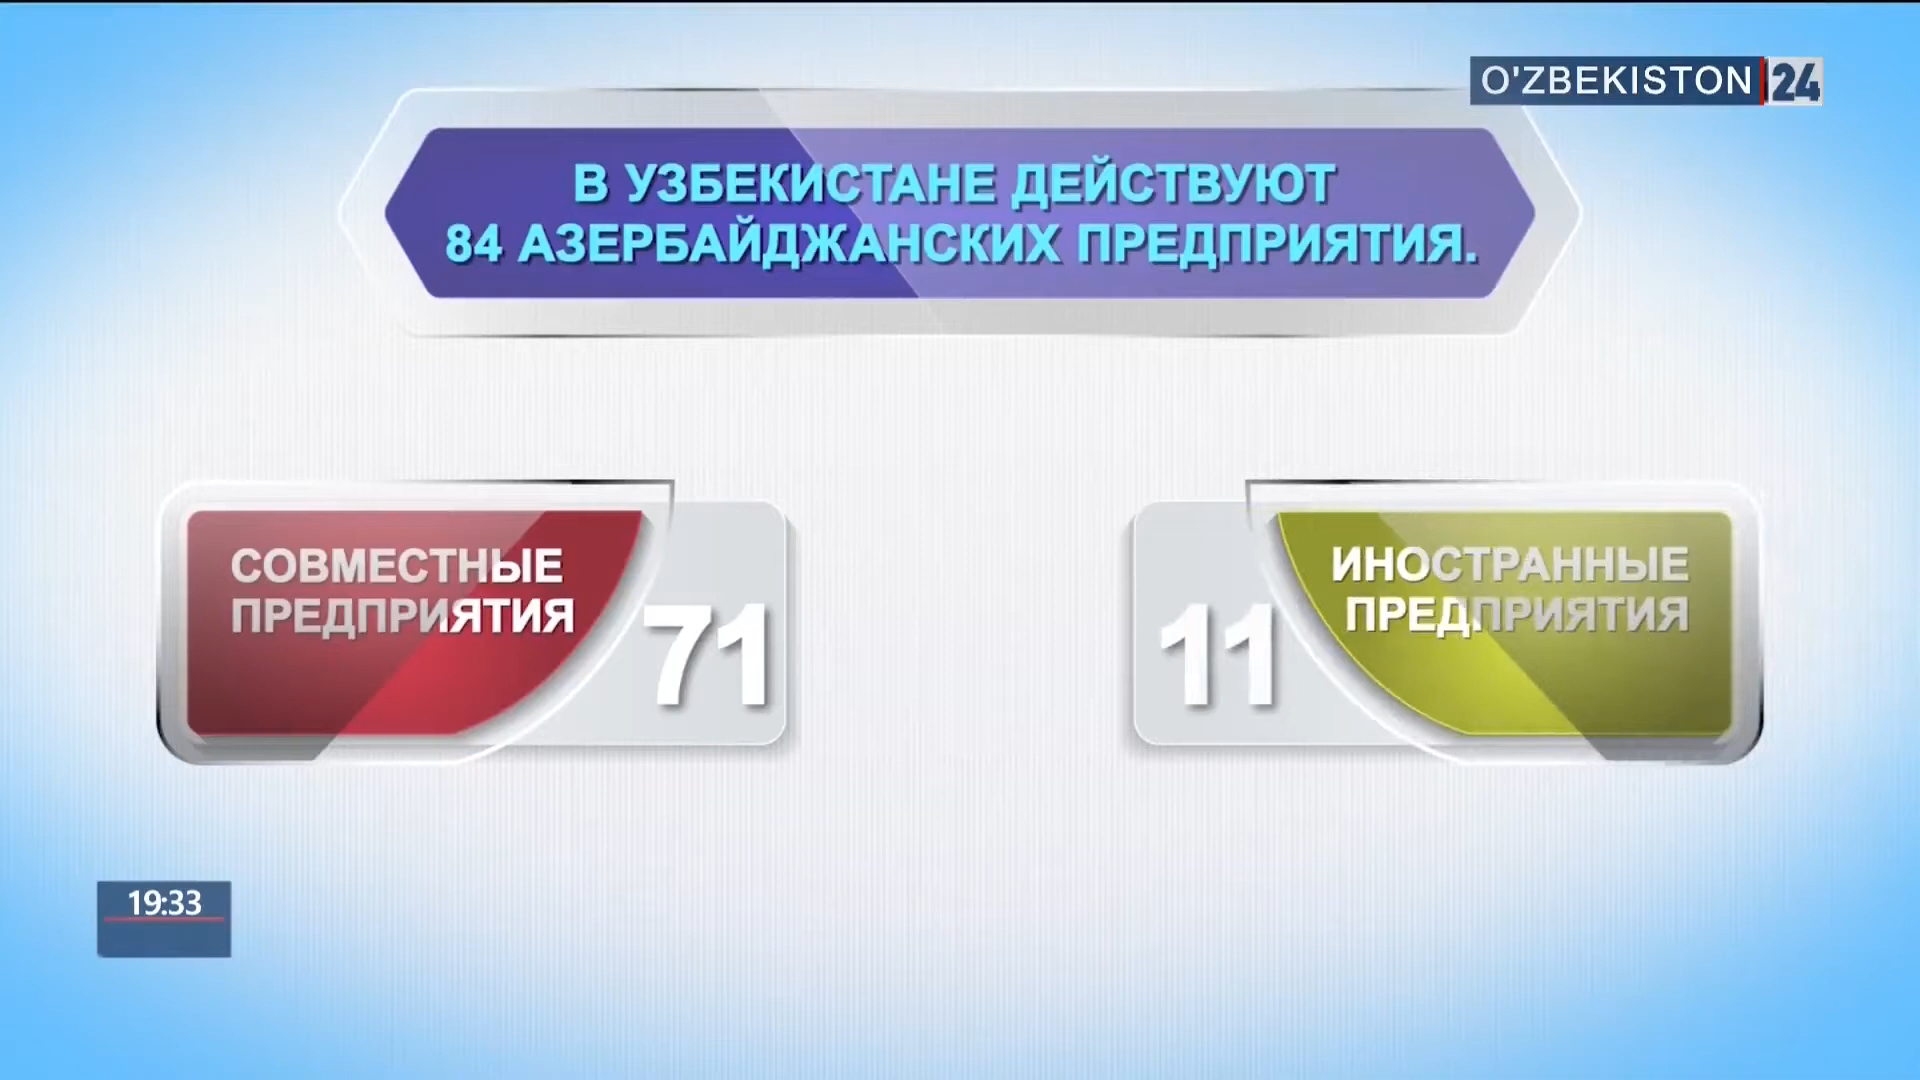 O'ZBEKISTON 24
В УЗБЕКИСТАНЕ ДЕЙСТВУЮТ
84 АЗЕРБАЙДЖАНСКИХ ПРЕДПРИЯТИЯ.
СОВМЕСТНЫЕ
ПРЕДПРИЯТИЯ
71
11
ИНОСТРАННЫЕ
ПРЕДПРИЯТИЯ
19:33